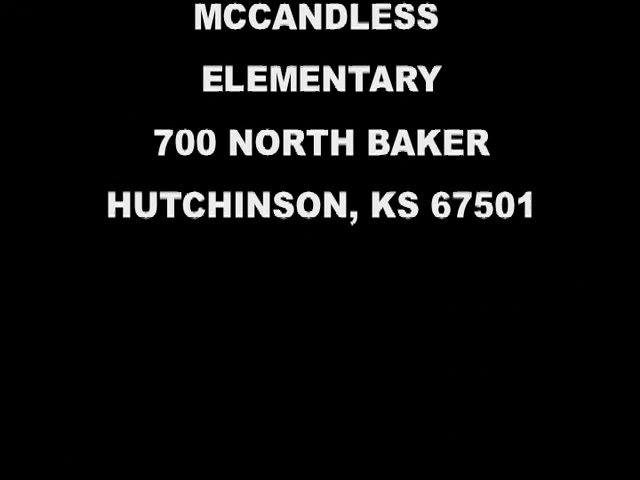 MCCANDLESS
ELEMENTARY
700 NORTH BAKER
HUTCHINSON, KS 67501